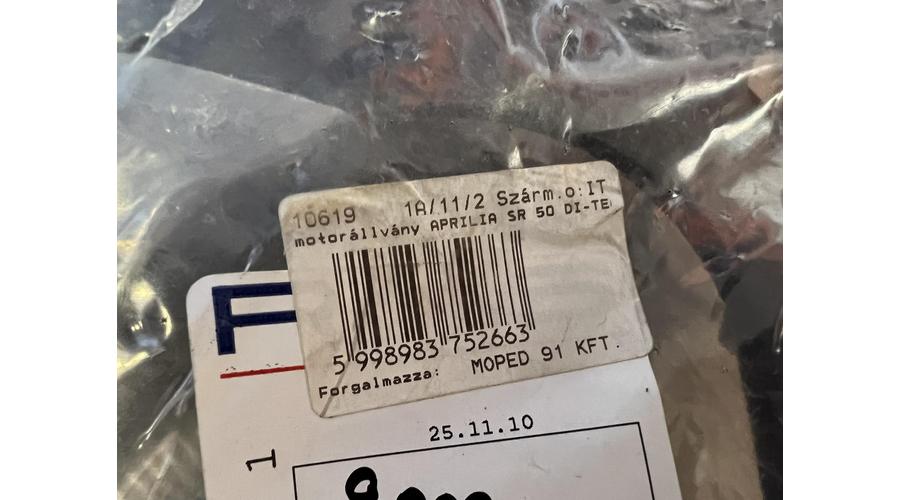 10619 1A/11/2 Szárm.o:IT
motorállvány APRILIA SR 50 DI-TE
5 998983 752663
Forgalmazza: MOPED 91 KFT.
F
25.11.10
1